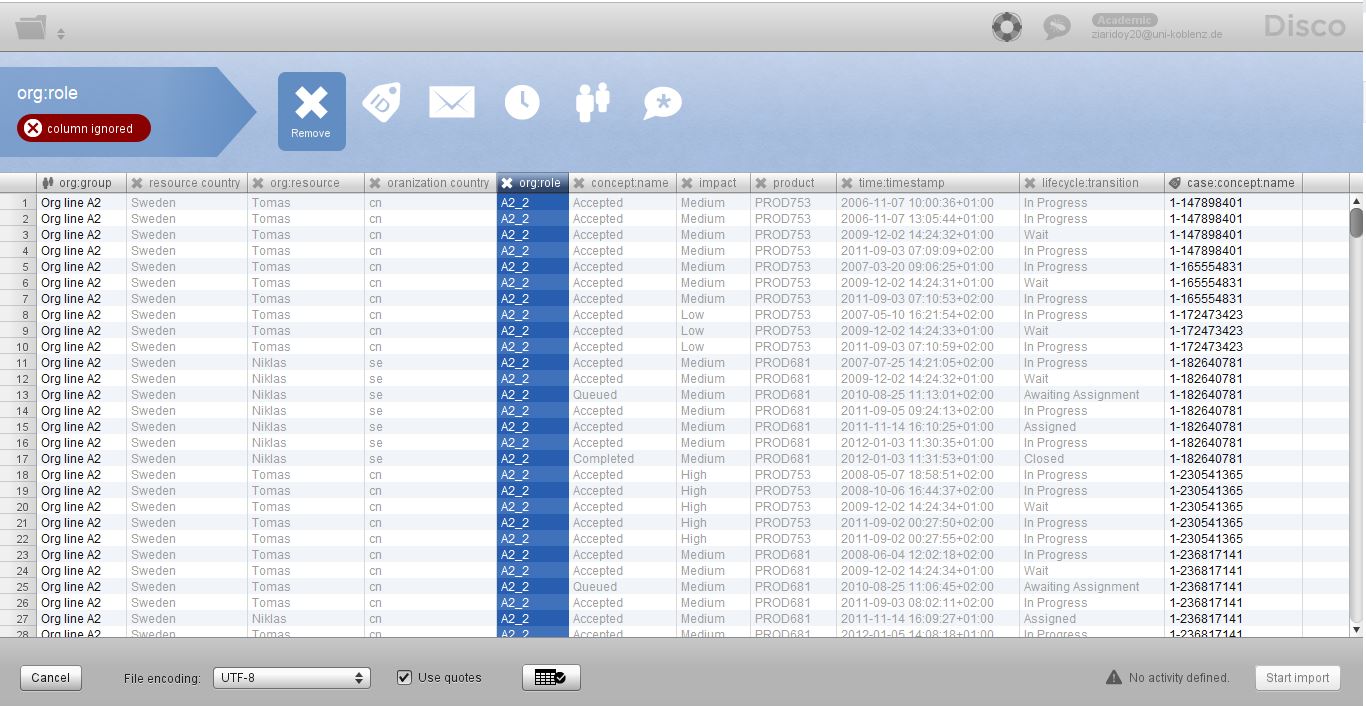 Academic
ziaridoy20@uni-koblenz.de
Disco
org:role
column ignored
Remove
ID
org:group resource country org:resource oranization country org:role concept:name impact product time:timestamp lifecycle:transition case:concept:name
1 Org line A2 Sweden Tomas cn A2_2 Accepted Medium PROD753 2006-11-07 10:00:36+01:00 In Progress 1-147898401
2 Org line A2 Sweden Tomas cn A2_2 Accepted Medium PROD753 2006-11-07 13:05:44+01:00 In Progress 1-147898401
3 Org line A2 Sweden Tomas cn A2_2 Accepted Medium PROD753 2009-12-02 14:24:32+01:00 Wait 1-147898401
4 Org line A2 Sweden Tomas cn A2_2 Accepted Medium PROD753 2011-09-03 07:09:09+02:00 In Progress 1-147898401
5 Org line A2 Sweden Tomas cn A2_2 Accepted Medium PROD753 2007-03-20 09:06:25+01:00 In Progress 1-165554831
6 Org line A2 Sweden Tomas cn A2_2 Accepted Medium PROD753 2009-12-02 14:24:31+01:00 Wait 1-165554831
7 Org line A2 Sweden Tomas cn A2_2 Accepted Medium PROD753 2011-09-03 07:10:53+02:00 In Progress 1-165554831
8 Org line A2 Sweden Tomas cn A2_2 Accepted Low PROD753 2007-05-10 16:21:54+02:00 In Progress 1-172473423
9 Org line A2 Sweden Tomas cn A2_2 Accepted Low PROD753 2009-12-02 14:24:33+01:00 Wait 1-172473423
10 Org line A2 Sweden Tomas cn A2_2 Accepted Low PROD753 2011-09-03 07:10:59+02:00 In Progress 1-172473423
11 Org line A2 Sweden Niklas se A2_2 Accepted Medium PROD681 2007-07-25 14:21:05+02:00 In Progress 1-182640781
12 Org line A2 Sweden Niklas se A2_2 Accepted Medium PROD681 2009-12-02 14:24:32+01:00 Wait 1-182640781
13 Org line A2 Sweden Niklas se A2_2 Queued Medium PROD681 2010-08-25 11:13:01+02:00 Awaiting Assignment 1-182640781
14 Org line A2 Sweden Niklas se A2_2 Accepted Medium PROD681 2011-09-05 09:24:13+02:00 In Progress 1-182640781
15 Org line A2 Sweden Niklas se A2_2 Accepted Medium PROD681 2011-11-14 16:10:25+01:00 Assigned 1-182640781
16 Org line A2 Sweden Niklas se A2_2 Accepted Medium PROD681 2012-01-03 11:30:35+01:00 In Progress 1-182640781
17 Org line A2 Sweden Niklas se A2_2 Completed Medium PROD681 2012-01-03 11:31:53+01:00 Closed 1-182640781
18 Org line A2 Sweden Tomas cn A2_2 Accepted High PROD753 2008-05-07 18:58:51+02:00 In Progress 1-230541365
19 Org line A2 Sweden Tomas cn A2_2 Accepted High PROD753 2008-10-06 16:44:37+02:00 In Progress 1-230541365
20 Org line A2 Sweden Tomas cn A2_2 Accepted High PROD753 2009-12-02 14:24:34+01:00 Wait 1-230541365
21 Org line A2 Sweden Tomas cn A2_2 Accepted High PROD753 2011-09-02 00:27:50+02:00 In Progress 1-230541365
22 Org line A2 Sweden Tomas cn A2_2 Accepted High PROD753 2011-09-02 00:27:55+02:00 In Progress 1-230541365
23 Org line A2 Sweden Tomas cn A2_2 Accepted Medium PROD681 2008-06-04 12:02:18+02:00 In Progress 1-236817141
24 Org line A2 Sweden Tomas cn A2_2 Accepted Medium PROD681 2009-12-02 14:24:34+01:00 Wait 1-236817141
25 Org line A2 Sweden Tomas cn A2_2 Queued Medium PROD681 2010-08-25 11:06:45+02:00 Awaiting Assignment 1-236817141
26 Org line A2 Sweden Tomas cn A2_2 Accepted Medium PROD681 2011-09-03 08:02:11+02:00 In Progress 1-236817141
27 Org line A2 Sweden Niklas se A2_2 Accepted Medium PROD681 2011-11-14 16:09:27+01:00 Assigned 1-236817141
28 Org line A2 Sweden Tomas cn A2_2 Accepted Medium PROD681 2012-01-05 14:08:18+01:00 In Progress 1-236817141
Cancel File encoding: UTF-8 Use quotes No activity defined. Start import